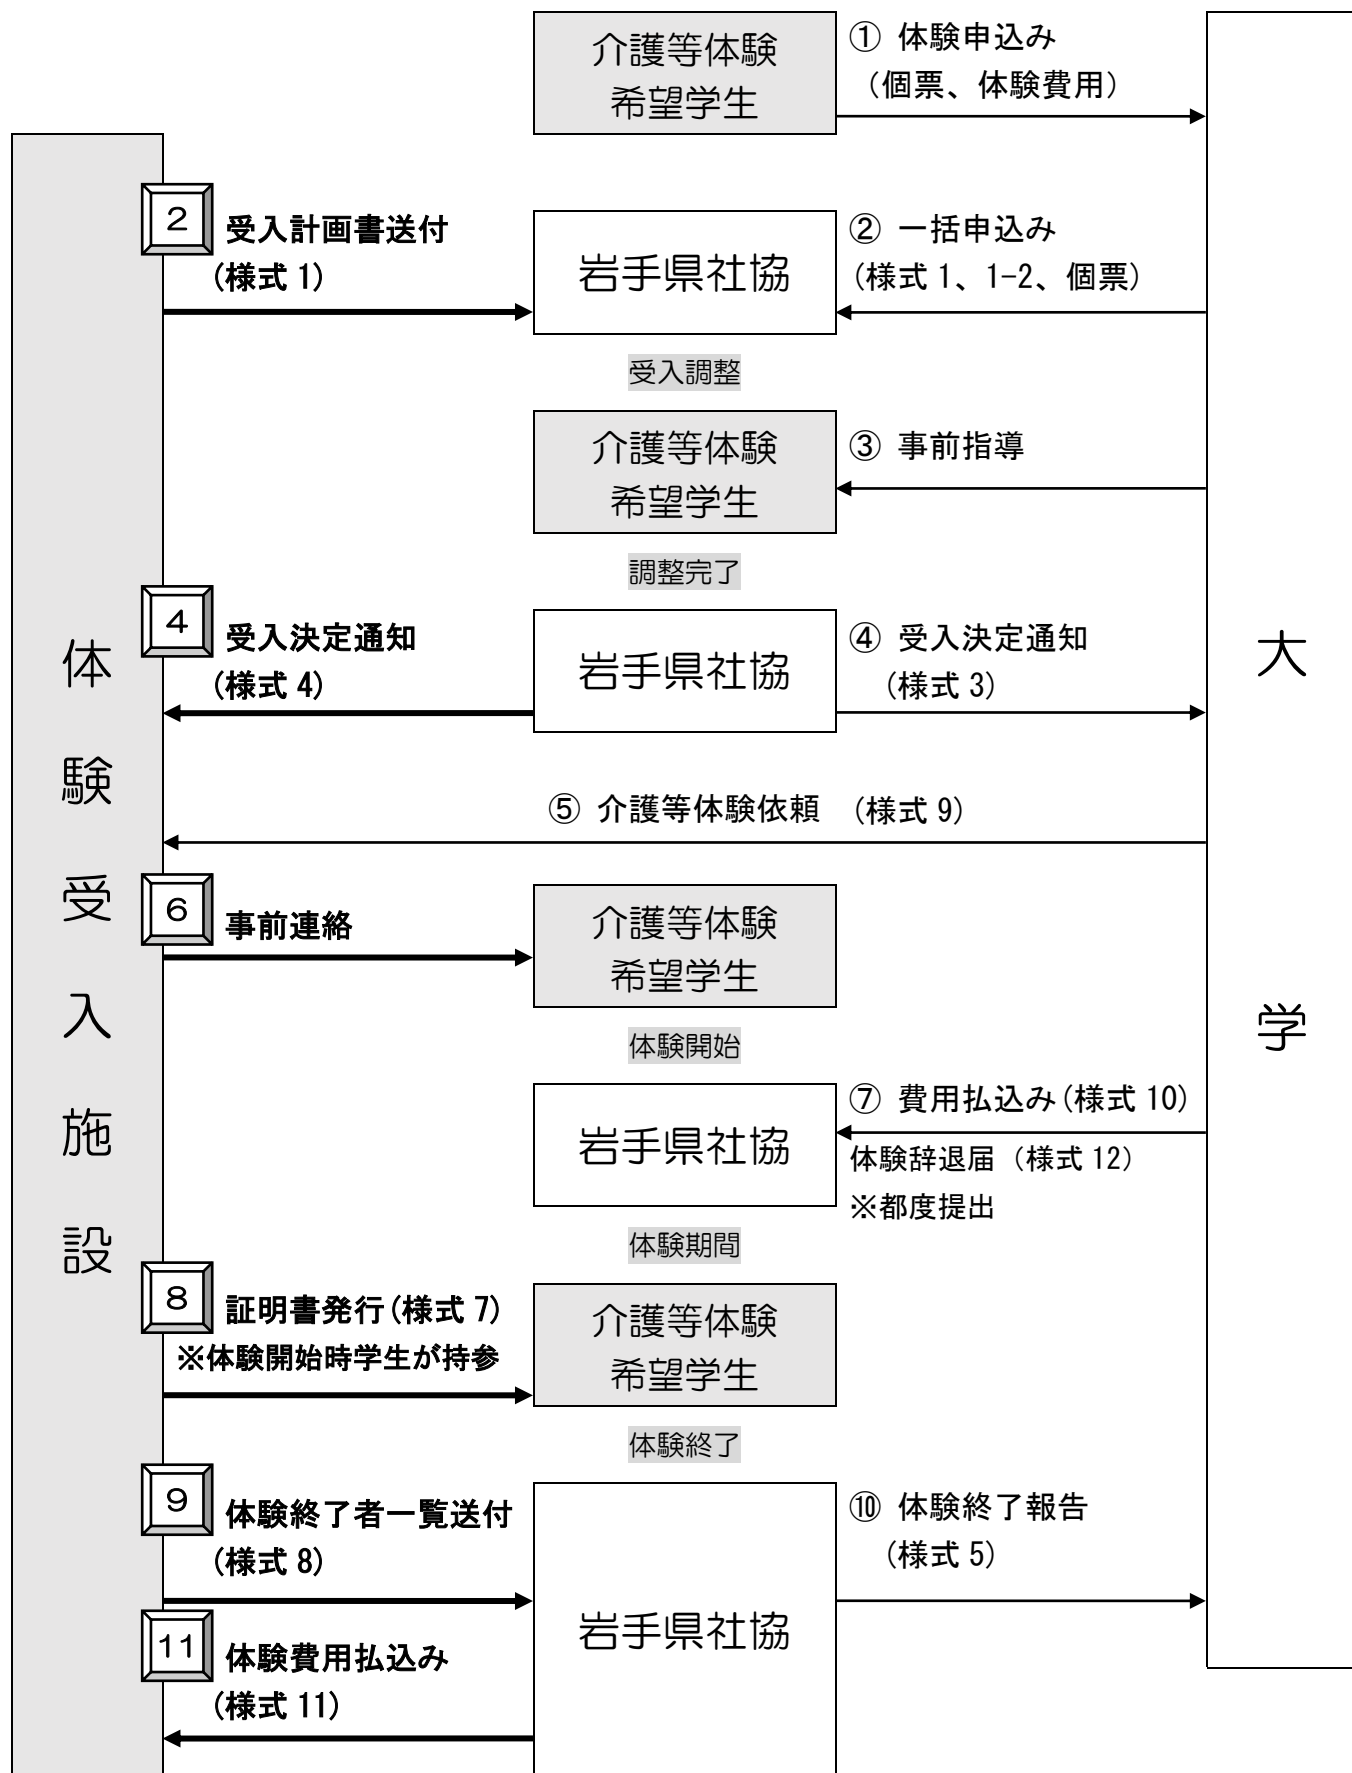 介護等体験
希望学生
① 体験申込み
（個票、体験費用）
2
受入計画書送付
(様式 1)
岩手県社協
② 一括申込み
(様式 1、1-2、個票)
受入調整
介護等体験
希望学生
③ 事前指導
調整完了
4
受入決定通知
(様式 4)
岩手県社協
④ 受入決定通知
(様式 3)
体験受入施設
大学
⑤ 介護等体験依頼 (様式 9)
6
事前連絡
介護等体験
希望学生
体験開始
岩手県社協
⑦ 費用払込み(様式 10)
体験辞退届（様式 12）
※都度提出
体験期間
8
証明書発行(様式 7)
※体験開始時学生が持参
介護等体験
希望学生
体験終了
9
体験終了者一覧送付
(様式 8)
岩手県社協
⑩ 体験終了報告
(様式 5)
11
体験費用払込み
(様式 11)